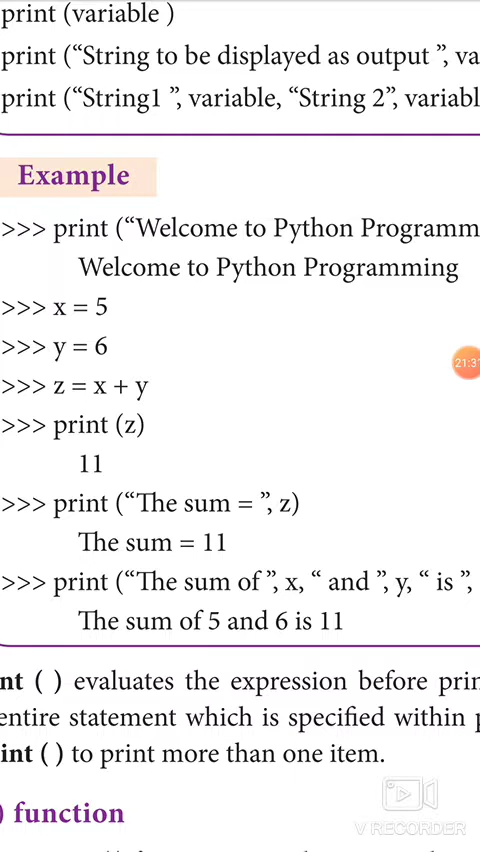 print (variable )
print (“String to be displayed as output ”, va
print (“String1 ”, variable, “String 2”, variabl
Example
>>> print (“Welcome to Python Programm
Welcome to Python Programming
>>> x = 5
>>> y = 6
>>> z = x + y
>>> print (z)
11
>>> print (“The sum = ”, z)
The sum = 11
>>> print (“The sum of ”, x, “ and ”, y, “ is ”,
The sum of 5 and 6 is 11
nt ( ) evaluates the expression before prin
entire statement which is specified within p
int ( ) to print more than one item.
) function
21:31
V RECORDER